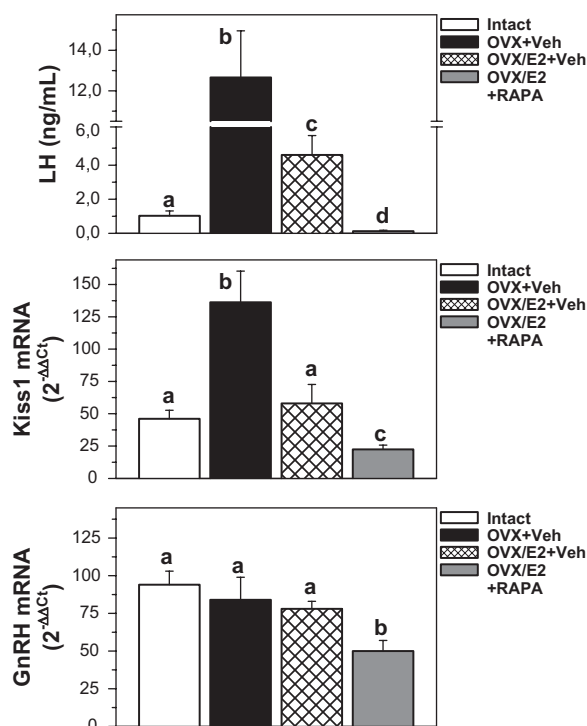 LH (ng/mL)
14,0
12,0
6,0
4,0
2,0
0,0
a
b
c
d
Intact
OVX+Veh
OVX/E2+Veh
OVX/E2
+RAPA
Kiss1 mRNA
(2^-ΔΔCt)
150
125
100
75
50
25
0
a
b
a
c
Intact
OVX+Veh
OVX/E2+Veh
OVX/E2
+RAPA
GnRH mRNA
(2^-ΔΔCt)
125
100
75
50
25
0
a
a
a
b
Intact
OVX+Veh
OVX/E2+Veh
OVX/E2
+RAPA